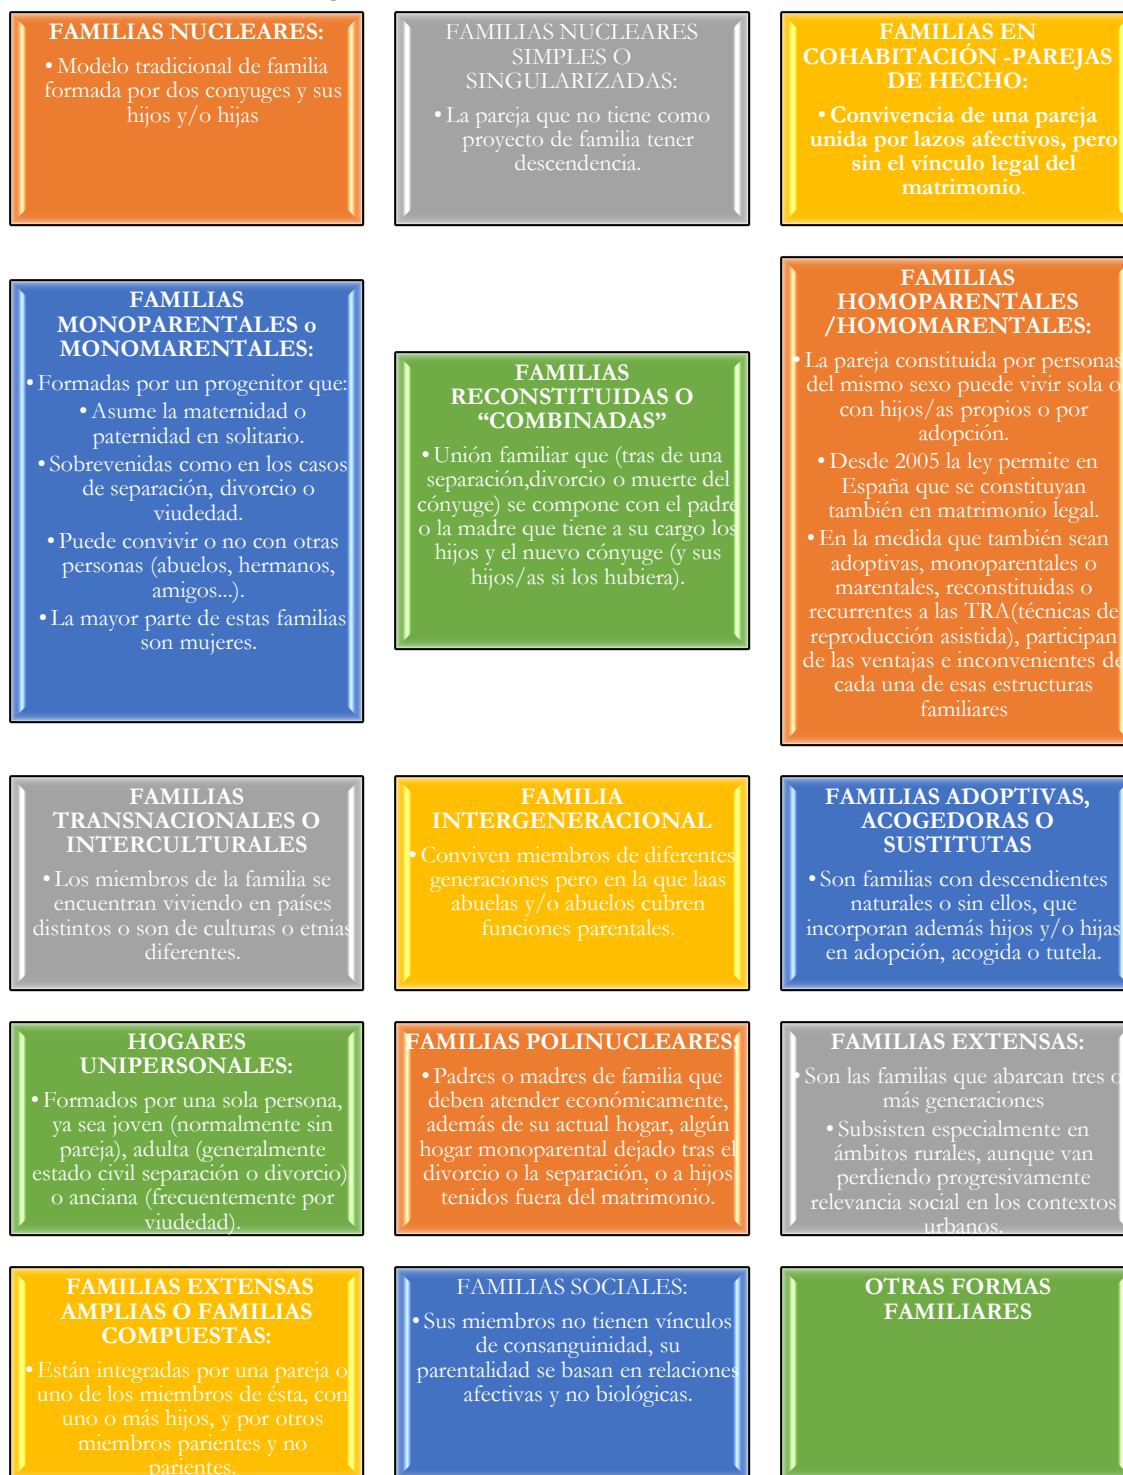 FAMILIAS NUCLEARES:
• Modelo tradicional de familia
formada por dos conyuges y sus
hijos y/o hijas
FAMILIAS NUCLEARES
SIMPLES O
SINGULARIZADAS:
• La pareja que no tiene como
proyecto de familia tener
descendencia.
FAMILIAS EN
COHABITACIÓN -PAREJAS
DE HECHO:
• Convivencia de una pareja
unida por lazos afectivos, pero
sin el vínculo legal del
matrimonio.
FAMILIAS
MONOPARENTALES o
MONOMARENTALES:
• Formadas por un progenitor que:
• Asume la maternidad o
paternidad en solitario.
• Sobrevenidas como en los casos
de separación, divorcio o
viudedad.
• Puede convivir o no con otras
personas (abuelos, hermanos,
amigos...).
• La mayor parte de estas familias
son mujeres.
FAMILIAS
RECONSTITUIDAS O
“COMBINADAS”
• Unión familiar que (tras de una
separación,divorcio o muerte del
cónyuge) se compone con el padre
o la madre que tiene a su cargo los
hijos y el nuevo cónyuge (y sus
hijos/as si los hubiera).
FAMILIAS
HOMOPARENTALES
/HOMOMARENTALES:
• La pareja constituida por personas
del mismo sexo puede vivir sola o
con hijos/as propios o por
adopción.
• Desde 2005 la ley permite en
España que se constituyan
también en matrimonio legal.
• En la medida que también sean
adoptivas, monoparentales o
marentales, reconstituidas o
recurrentes a las TRA(técnicas de
reproducción asistida), participan
de las ventajas e inconvenientes de
cada una de esas estructuras
familiares
FAMILIAS
TRANSNACIONALES O
INTERCULTURALES
• Los miembros de la familia se
encuentran viviendo en países
distintos o son de culturas o etnias
diferentes.
FAMILIA
INTERGENERACIONAL
• Conviven miembros de diferentes
generaciones pero en la que laas
abuelas y/o abuelos cubren
funciones parentales.
FAMILIAS ADOPTIVAS,
ACOGEDORAS O
SUSTITUTAS
• Son familias con descendientes
naturales o sin ellos, que
incorporan además hijos y/o hijas
en adopción, acogida o tutela.
HOGARES
UNIPERSONALES:
• Formados por una sola persona,
ya sea joven (normalmente sin
pareja), adulta (generalmente
estado civil separación o divorcio)
o anciana (frecuentemente por
viudedad).
FAMILIAS POLINUCLEARES:
• Padres o madres de familia que
deben atender económicamente,
además de su actual hogar, algún
hogar monoparental dejado tras el
divorcio o la separación, o a hijos
tenidos fuera del matrimonio.
FAMILIAS EXTENSAS:
• Son las familias que abarcan tres o
más generaciones
• Subsisten especialmente en
ámbitos rurales, aunque van
perdiendo progresivamente
relevancia social en los contextos
urbanos.
FAMILIAS EXTENSAS
AMPLIAS O FAMILIAS
COMPUESTAS:
• Están integradas por una pareja o
uno de los miembros de ésta, con
uno o más hijos, y por otros
miembros parientes y no
parientes.
FAMILIAS SOCIALES:
• Sus miembros no tienen vínculos
de consanguinidad, su
parentalidad se basan en relaciones
afectivas y no biológicas.
OTRAS FORMAS
FAMILIARES